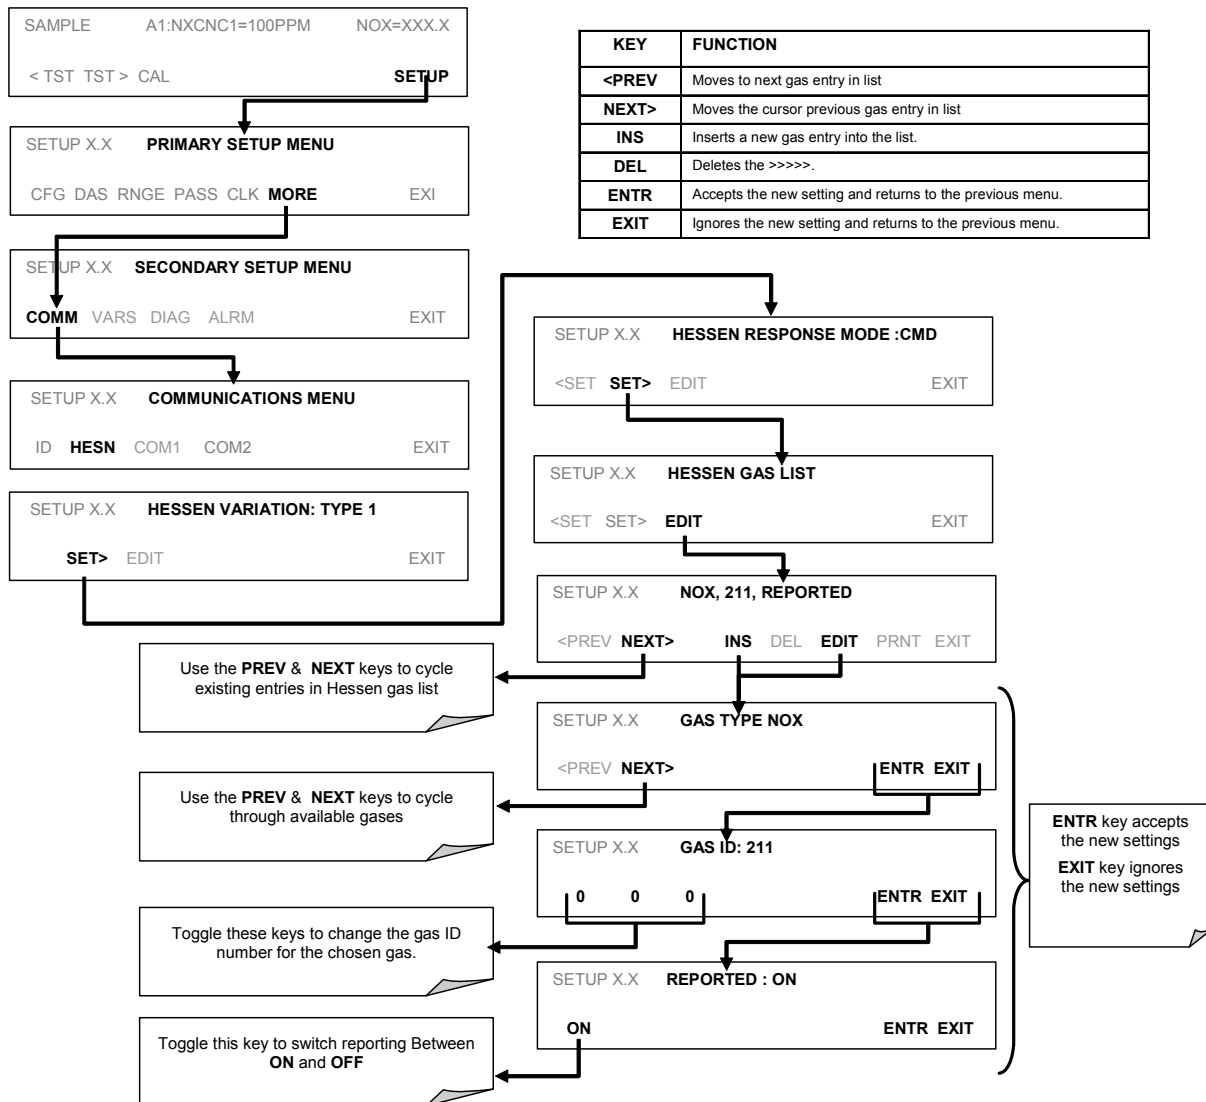 SAMPLE A1:NXCNC1=100PPM NOX=XXX.X
< TST TST > CAL SETUP
SETUP X.X PRIMARY SETUP MENU
CFG DAS RNGE PASS CLK MORE EXI
SETUP X.X SECONDARY SETUP MENU
COMM VARS DIAG ALRM EXIT
SETUP X.X COMMUNICATIONS MENU
ID HESN COM1 COM2 EXIT
SETUP X.X HESSEN VARIATION: TYPE 1
SET> EDIT EXIT
KEY FUNCTION
<PREV Moves to next gas entry in list
NEXT> Moves the cursor previous gas entry in list
INS Inserts a new gas entry into the list.
DEL Deletes the >>>>>.
ENTR Accepts the new setting and returns to the previous menu.
EXIT Ignores the new setting and returns to the previous menu.
SETUP X.X HESSEN RESPONSE MODE :CMD
<SET SET> EDIT EXIT
SETUP X.X HESSEN GAS LIST
<SET SET> EDIT EXIT
SETUP X.X NOX, 211, REPORTED
<PREV NEXT> INS DEL EDIT PRNT EXIT
Use the PREV & NEXT keys to cycle
existing entries in Hessen gas list
SETUP X.X GAS TYPE NOX
<PREV NEXT> ENTR EXIT
Use the PREV & NEXT keys to cycle
through available gases
SETUP X.X GAS ID: 211
0 0 0 ENTR EXIT
Toggle these keys to change the gas ID
number for the chosen gas.
SETUP X.X REPORTED : ON
ON ENTR EXIT
Toggle this key to switch reporting Between
ON and OFF
ENTR key accepts
the new settings
EXIT key ignores
the new settings